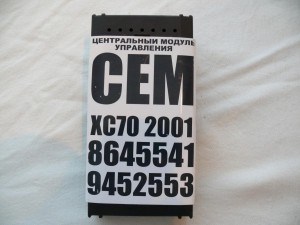 ЦЕНТРАЛЬНЫЙ МОДУЛЬ
УПРАВЛЕНИЯ
CEM
XC70 2001
8645541
9452553